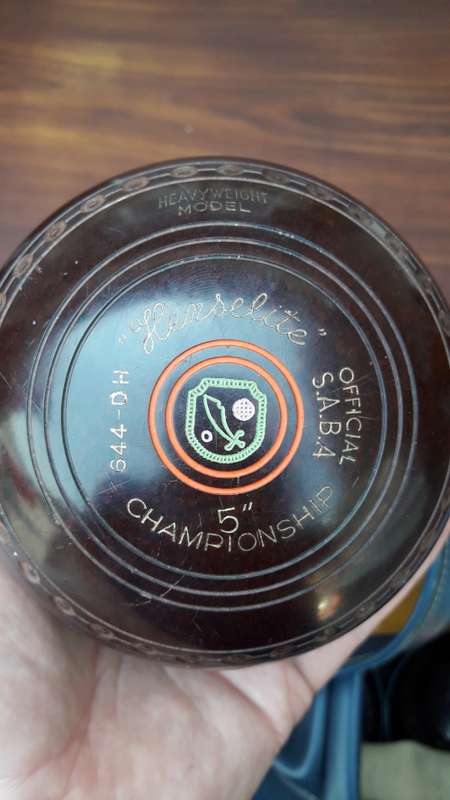 HEAVYWEIGHT
MODEL
"Henselite"
644-DH
OFFICIAL
S.A.B.4
5"
CHAMPIONSHIP